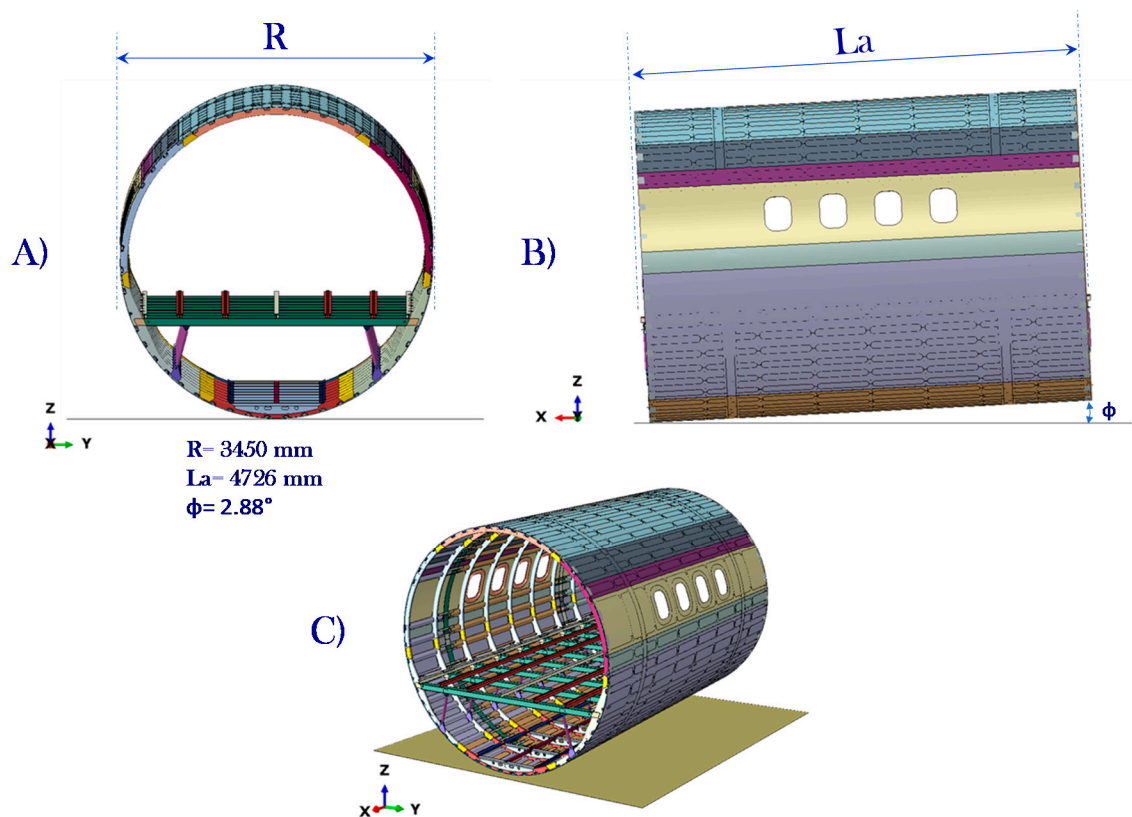 R
La
A)
B)
Z
X Y
Z
X
ϕ
R= 3450 mm
La= 4726 mm
ϕ= 2.88°
C)
Z
X Y